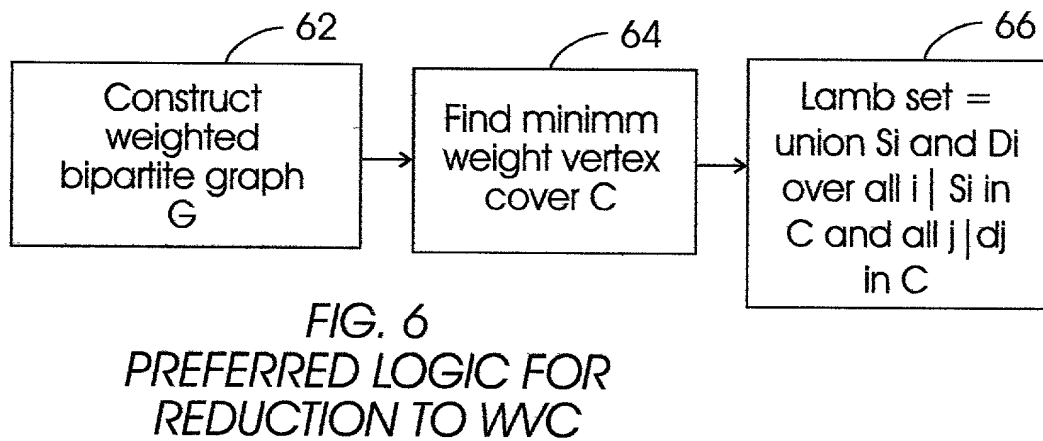 62
Construct
weighted
bipartite graph
G
64
Find minimm
weight vertex
cover C
66
Lamb set =
union Si and Di
over all i | Si in
C and all j | dj
in C
FIG. 6
PREFERRED LOGIC FOR
REDUCTION TO WVC